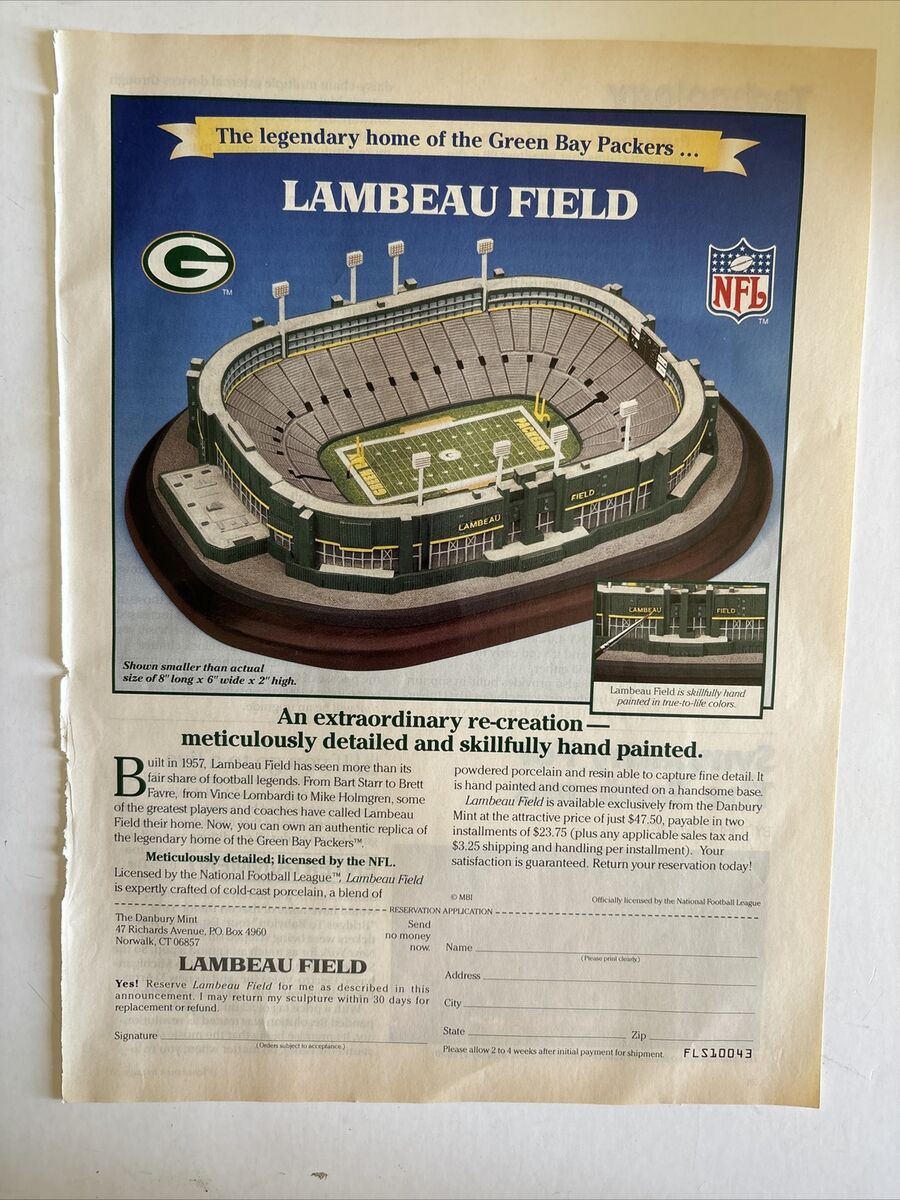 The legendary home of the Green Bay Packers ...
LAMBEAU FIELD
G
TM
NFL
TM
GREEN BAY
G
PACKERS
LAMBEAU
FIELD
LAMBEAU
FIELD
Shown smaller than actual
size of 8" long x 6" wide x 2" high.
Lambeau Field is skillfully hand
painted in true-to-life colors.
An extraordinary re-creation —
meticulously detailed and skillfully hand painted.
Built in 1957, Lambeau Field has seen more than its
fair share of football legends. From Bart Starr to Brett
Favre, from Vince Lombardi to Mike Holmgren, some
of the greatest players and coaches have called Lambeau
Field their home. Now, you can own an authentic replica of
the legendary home of the Green Bay Packers™.
Meticulously detailed; licensed by the NFL.
Licensed by the National Football League™, Lambeau Field
is expertly crafted of cold-cast porcelain, a blend of
powdered porcelain and resin able to capture fine detail. It
is hand painted and comes mounted on a handsome base.
Lambeau Field is available exclusively from the Danbury
Mint at the attractive price of just $47.50, payable in two
installments of $23.75 (plus any applicable sales tax and
$3.25 shipping and handling per installment). Your
satisfaction is guaranteed. Return your reservation today!
© MBI
Officially licensed by the National Football League
RESERVATION APPLICATION
The Danbury Mint
47 Richards Avenue, P.O. Box 4960
Norwalk, CT 06857
Send
no money
now.
LAMBEAU FIELD
Yes! Reserve Lambeau Field for me as described in this
announcement. I may return my sculpture within 30 days for
replacement or refund.
Signature
(Orders subject to acceptance.)
Name
(Please print clearly.)
Address
City
State
Zip
Please allow 2 to 4 weeks after initial payment for shipment.
FLS10043